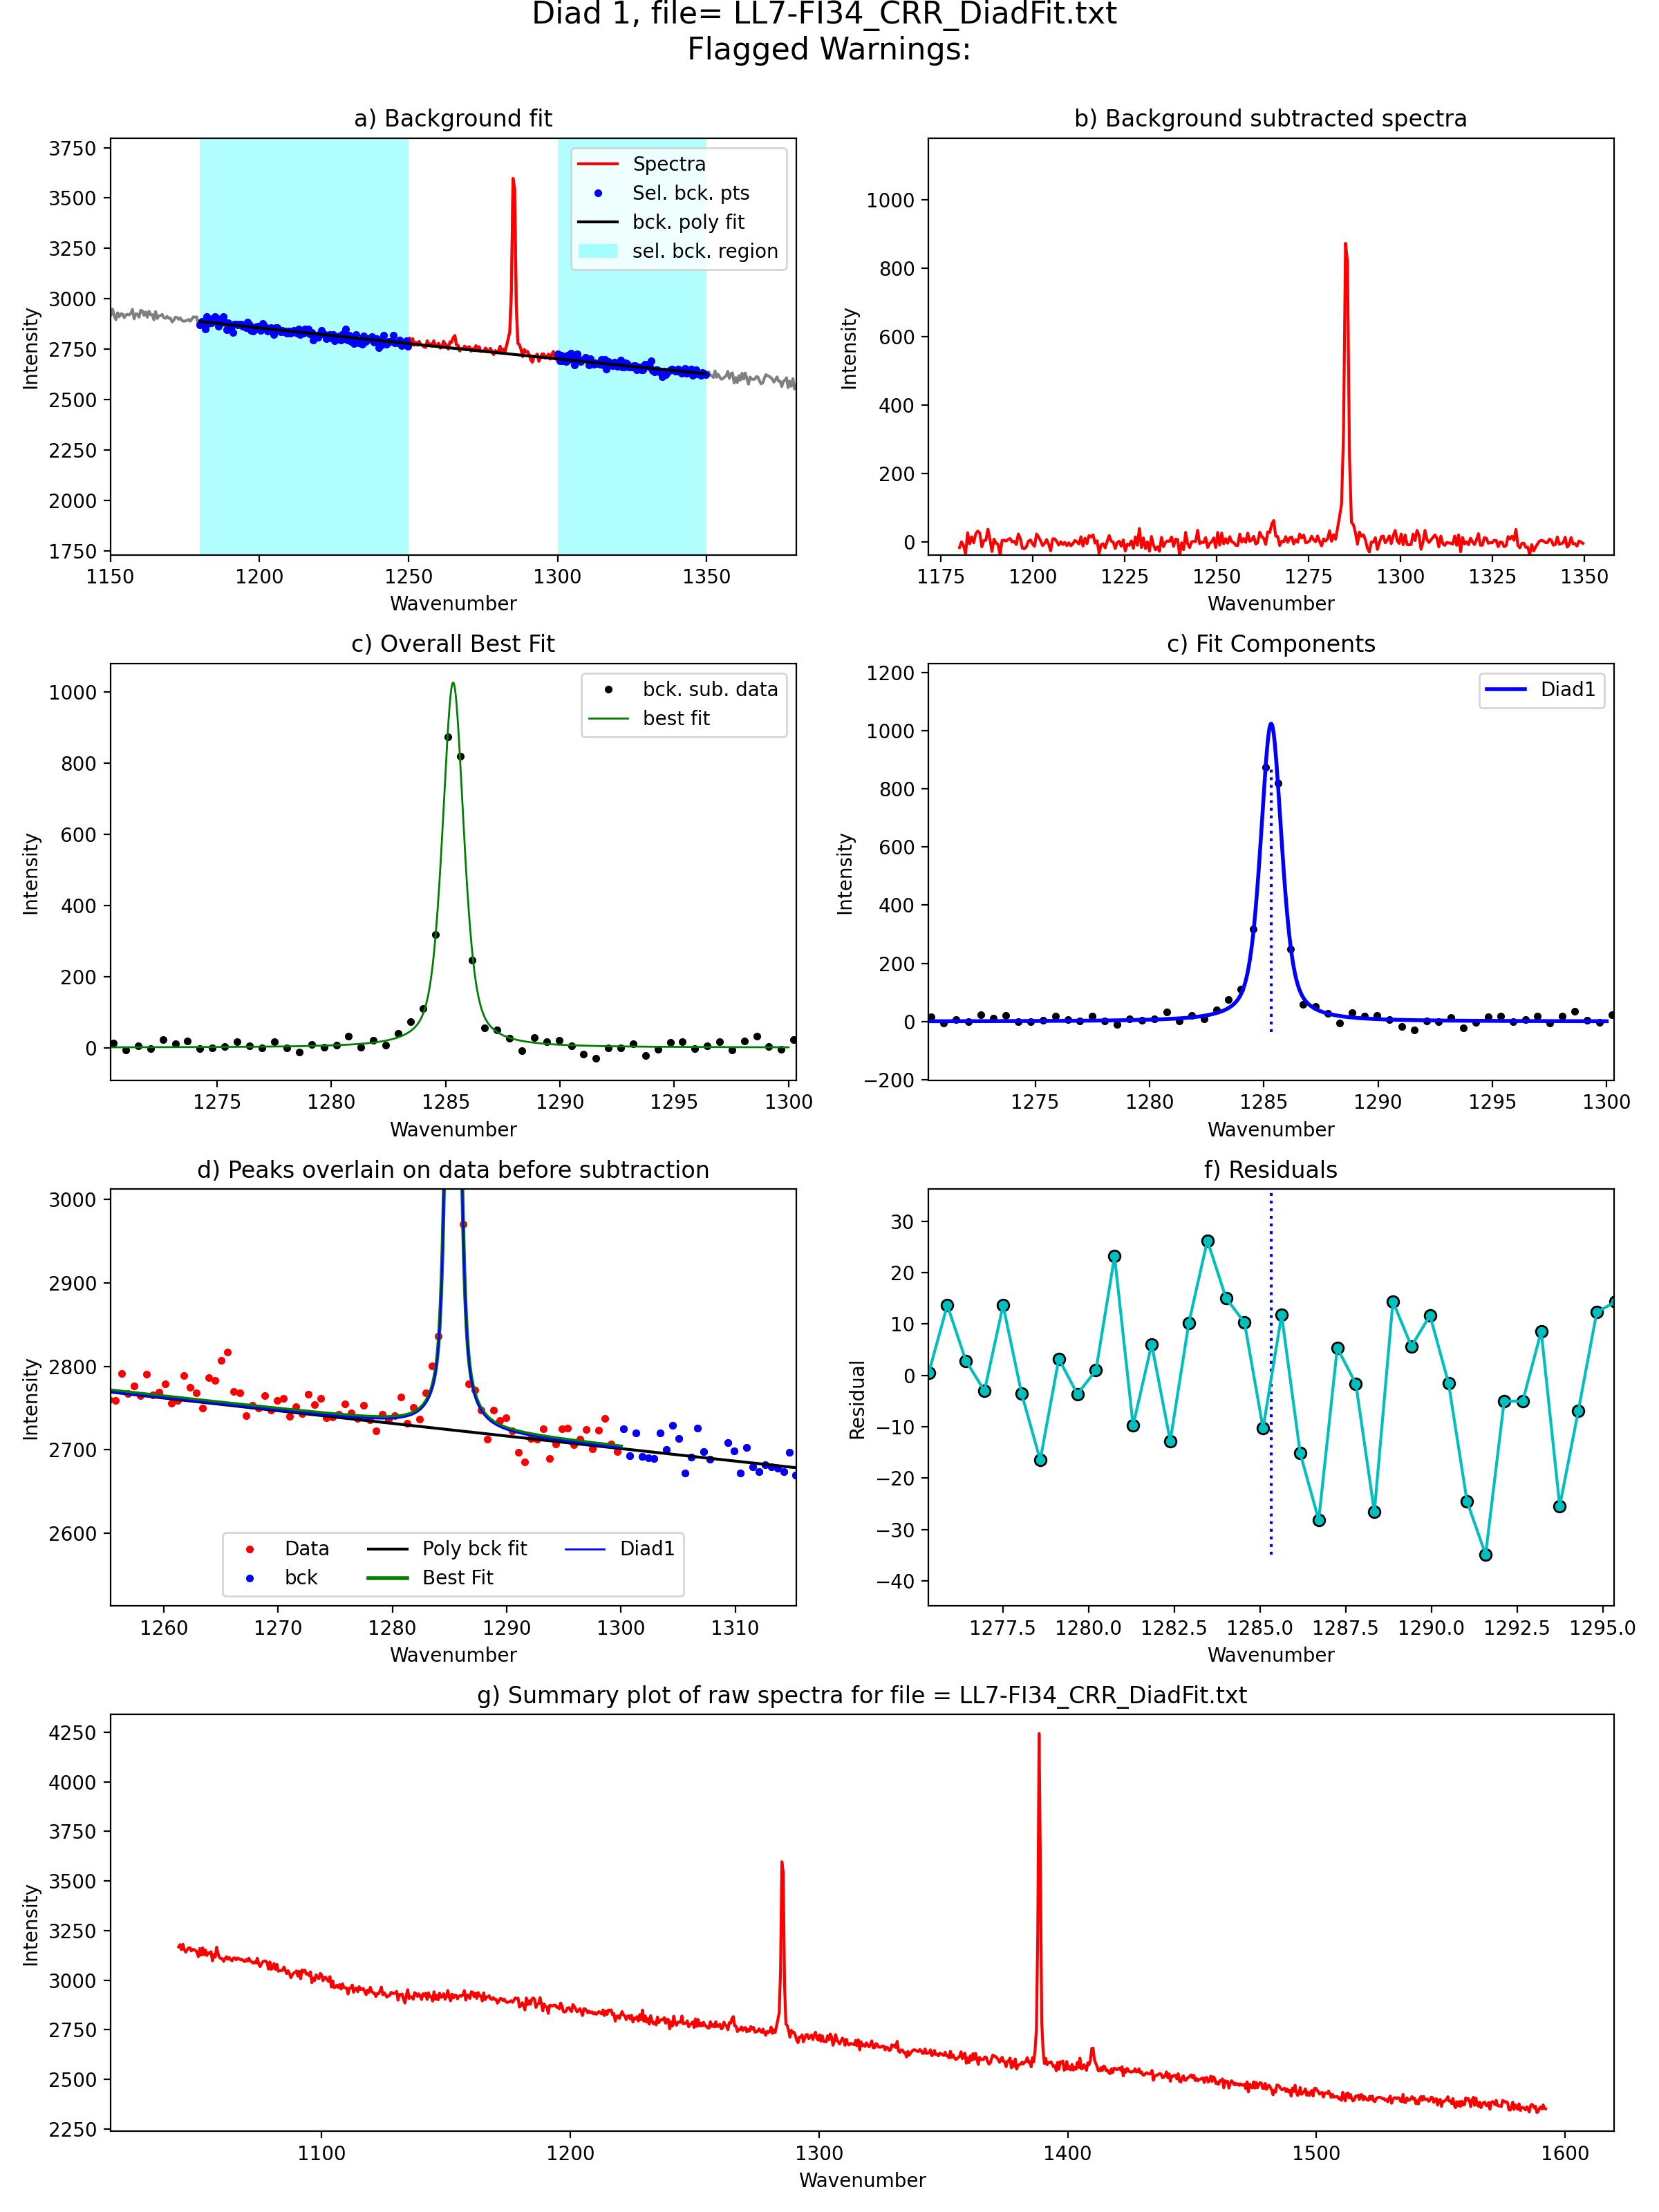 Diad 1, file= LL7-FI34_CRR_DiadFit.txt
Flagged Warnings:
a) Background fit
3750
3500
3250
3000
2750
2500
2250
2000
1750
Intensity
Spectra
Sel. bck. pts
bck. poly fit
sel. bck. region
1150 1200 1250 1300 1350
Wavenumber
b) Background subtracted spectra
1000
800
600
400
200
0
Intensity
1175 1200 1225 1250 1275 1300 1325 1350
Wavenumber
c) Overall Best Fit
1000
800
600
400
200
0
Intensity
bck. sub. data
best fit
1275 1280 1285 1290 1295 1300
Wavenumber
c) Fit Components
1200
1000
800
600
400
200
0
−200
Intensity
Diad1
1275 1280 1285 1290 1295 1300
Wavenumber
d) Peaks overlain on data before subtraction
3000
2900
2800
2700
2600
Intensity
Data Poly bck fit Diad1
bck Best Fit
1260 1270 1280 1290 1300 1310
Wavenumber
f) Residuals
30
20
10
0
−10
−20
−30
−40
Residual
1277.5 1280.0 1282.5 1285.0 1287.5 1290.0 1292.5 1295.0
Wavenumber
g) Summary plot of raw spectra for file = LL7-FI34_CRR_DiadFit.txt
4250
4000
3750
3500
3250
3000
2750
2500
2250
Intensity
1100 1200 1300 1400 1500 1600
Wavenumber